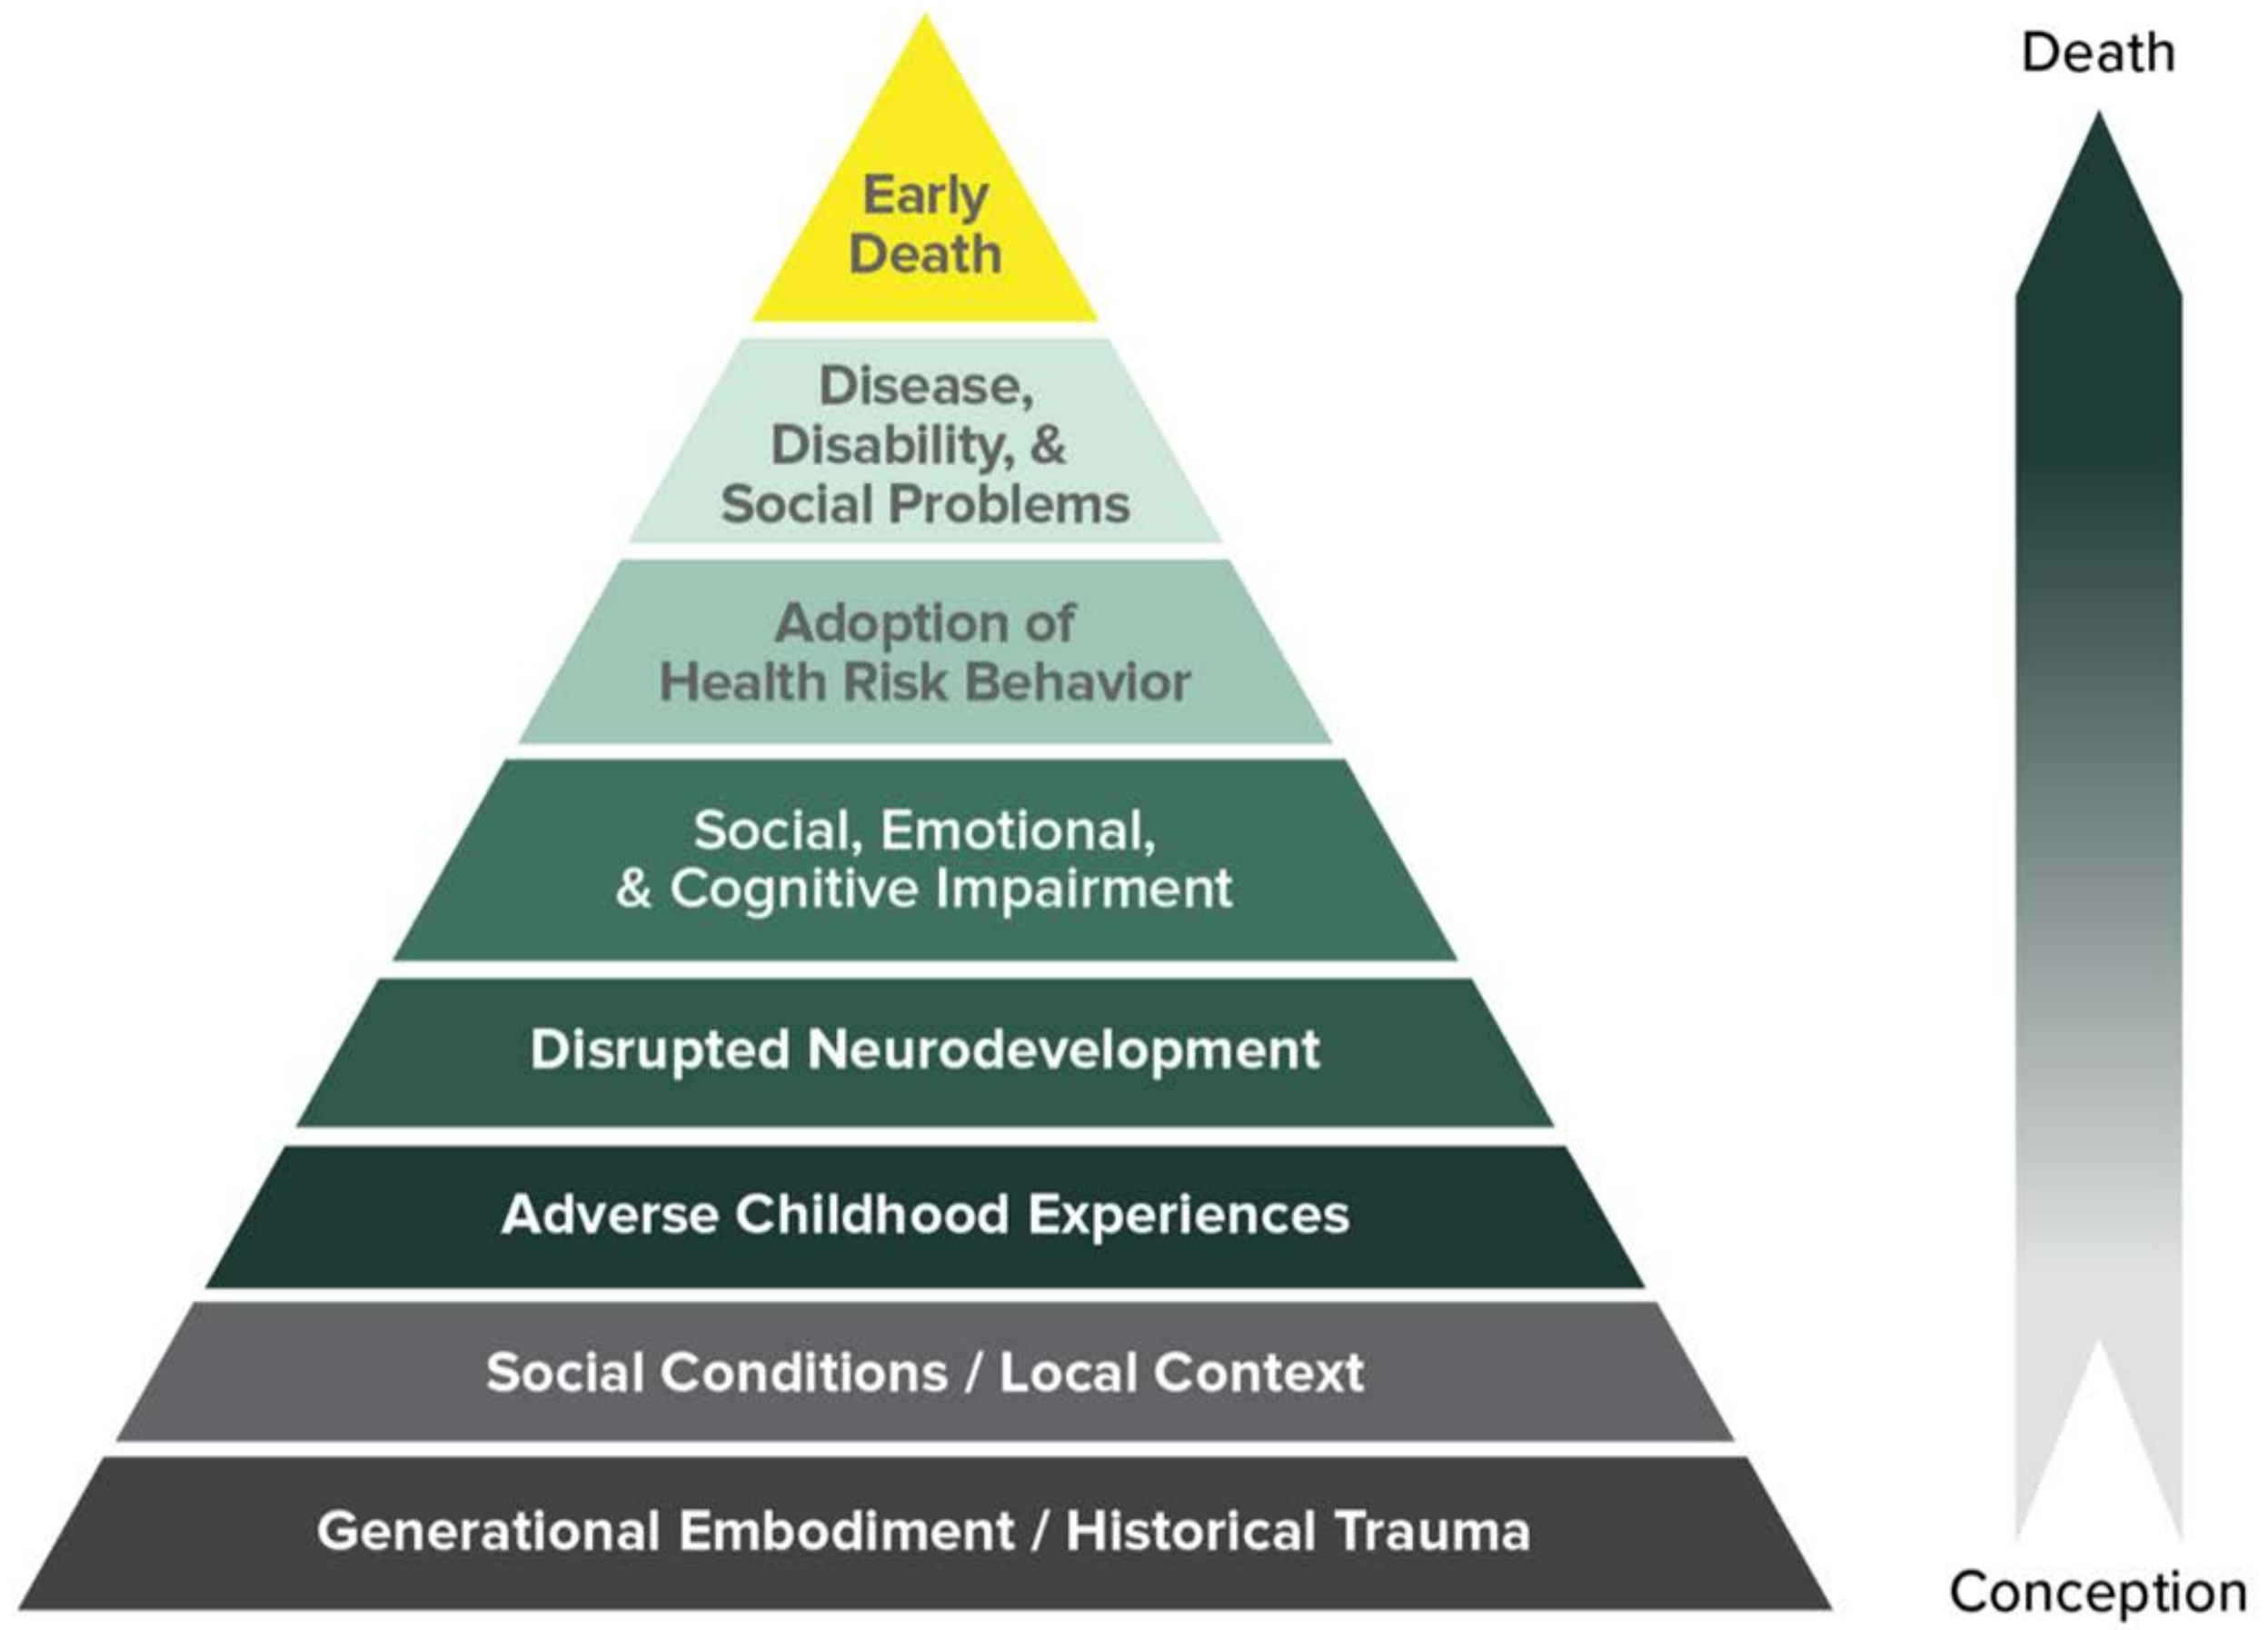 Early
Death
Disease,
Disability, &
Social Problems
Adoption of
Health Risk Behavior
Social, Emotional,
& Cognitive Impairment
Disrupted Neurodevelopment
Adverse Childhood Experiences
Social Conditions / Local Context
Generational Embodiment / Historical Trauma
Death
Conception